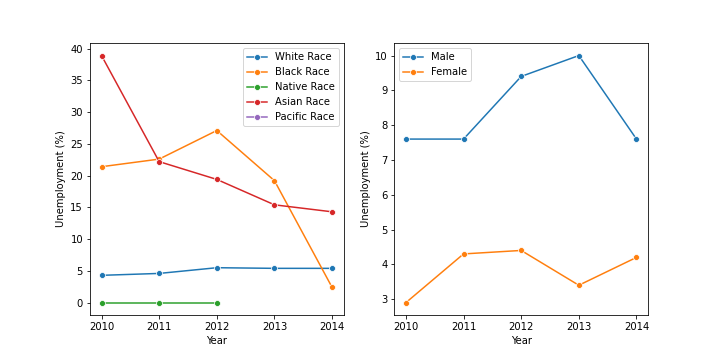 40
35
30
25
20
15
10
5
0
Unemployment (%)
2010 2011 2012 2013 2014
Year
White Race
Black Race
Native Race
Asian Race
Pacific Race
10
9
8
7
6
5
4
3
Unemployment (%)
2010 2011 2012 2013 2014
Year
Male
Female